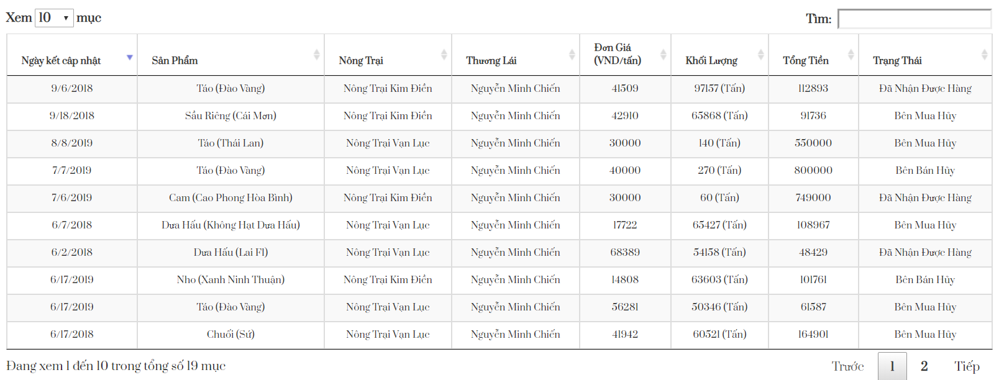 Xem 10 mục
Tìm:
Ngày kết câp nhật Sản Phẩm Nông Trại Thương Lái Đơn Giá (VND/tấn) Khối Lượng Tổng Tiền Trạng Thái
9/6/2018 Táo (Đào Vàng) Nông Trại Kim Điền Nguyễn Minh Chiến 41509 97157 (Tấn) 112893 Đã Nhận Được Hàng
9/18/2018 Sầu Riêng (Cái Mơn) Nông Trại Kim Điền Nguyễn Minh Chiến 42910 65868 (Tấn) 91736 Bên Mua Hủy
8/8/2019 Táo (Thái Lan) Nông Trại Vạn Lục Nguyễn Minh Chiến 30000 140 (Tấn) 550000 Bên Mua Hủy
7/7/2019 Táo (Đào Vàng) Nông Trại Vạn Lục Nguyễn Minh Chiến 40000 270 (Tấn) 800000 Bên Bán Hủy
7/6/2019 Cam (Cao Phong Hòa Bình) Nông Trại Kim Điền Nguyễn Minh Chiến 30000 60 (Tấn) 749000 Đã Nhận Được Hàng
6/7/2018 Dưa Hấu (Không Hạt Dưa Hấu) Nông Trại Vạn Lục Nguyễn Minh Chiến 17722 65427 (Tấn) 108967 Bên Mua Hủy
6/2/2018 Dưa Hấu (Lai F1) Nông Trại Vạn Lục Nguyễn Minh Chiến 68389 54158 (Tấn) 48429 Đã Nhận Được Hàng
6/17/2019 Nho (Xanh Ninh Thuận) Nông Trại Kim Điền Nguyễn Minh Chiến 14808 63603 (Tấn) 101761 Bên Bán Hủy
6/17/2019 Táo (Đào Vàng) Nông Trại Vạn Lục Nguyễn Minh Chiến 56281 50346 (Tấn) 61587 Bên Mua Hủy
6/17/2018 Chuối (Sứ) Nông Trại Vạn Lục Nguyễn Minh Chiến 41942 60521 (Tấn) 164901 Bên Mua Hủy
Đang xem 1 đến 10 trong tổng số 19 mục
Trước 1 2 Tiếp